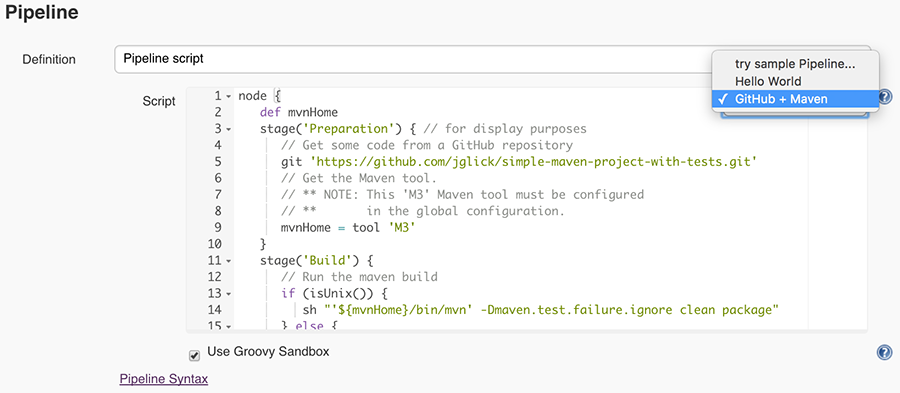 Pipeline
Definition
Pipeline script
try sample Pipeline...
Hello World
✓ GitHub + Maven
Script
1 node {
2    def mvnHome
3    stage('Preparation') { // for display purposes
4       // Get some code from a GitHub repository
5       git 'https://github.com/jglick/simple-maven-project-with-tests.git'
6       // Get the Maven tool.
7       // ** NOTE: This 'M3' Maven tool must be configured
8       // **       in the global configuration.
9       mvnHome = tool 'M3'
10    }
11    stage('Build') {
12       // Run the maven build
13       if (isUnix()) {
14          sh "'${mvnHome}/bin/mvn' -Dmaven.test.failure.ignore clean package"
15       } else {
Use Groovy Sandbox
Pipeline Syntax